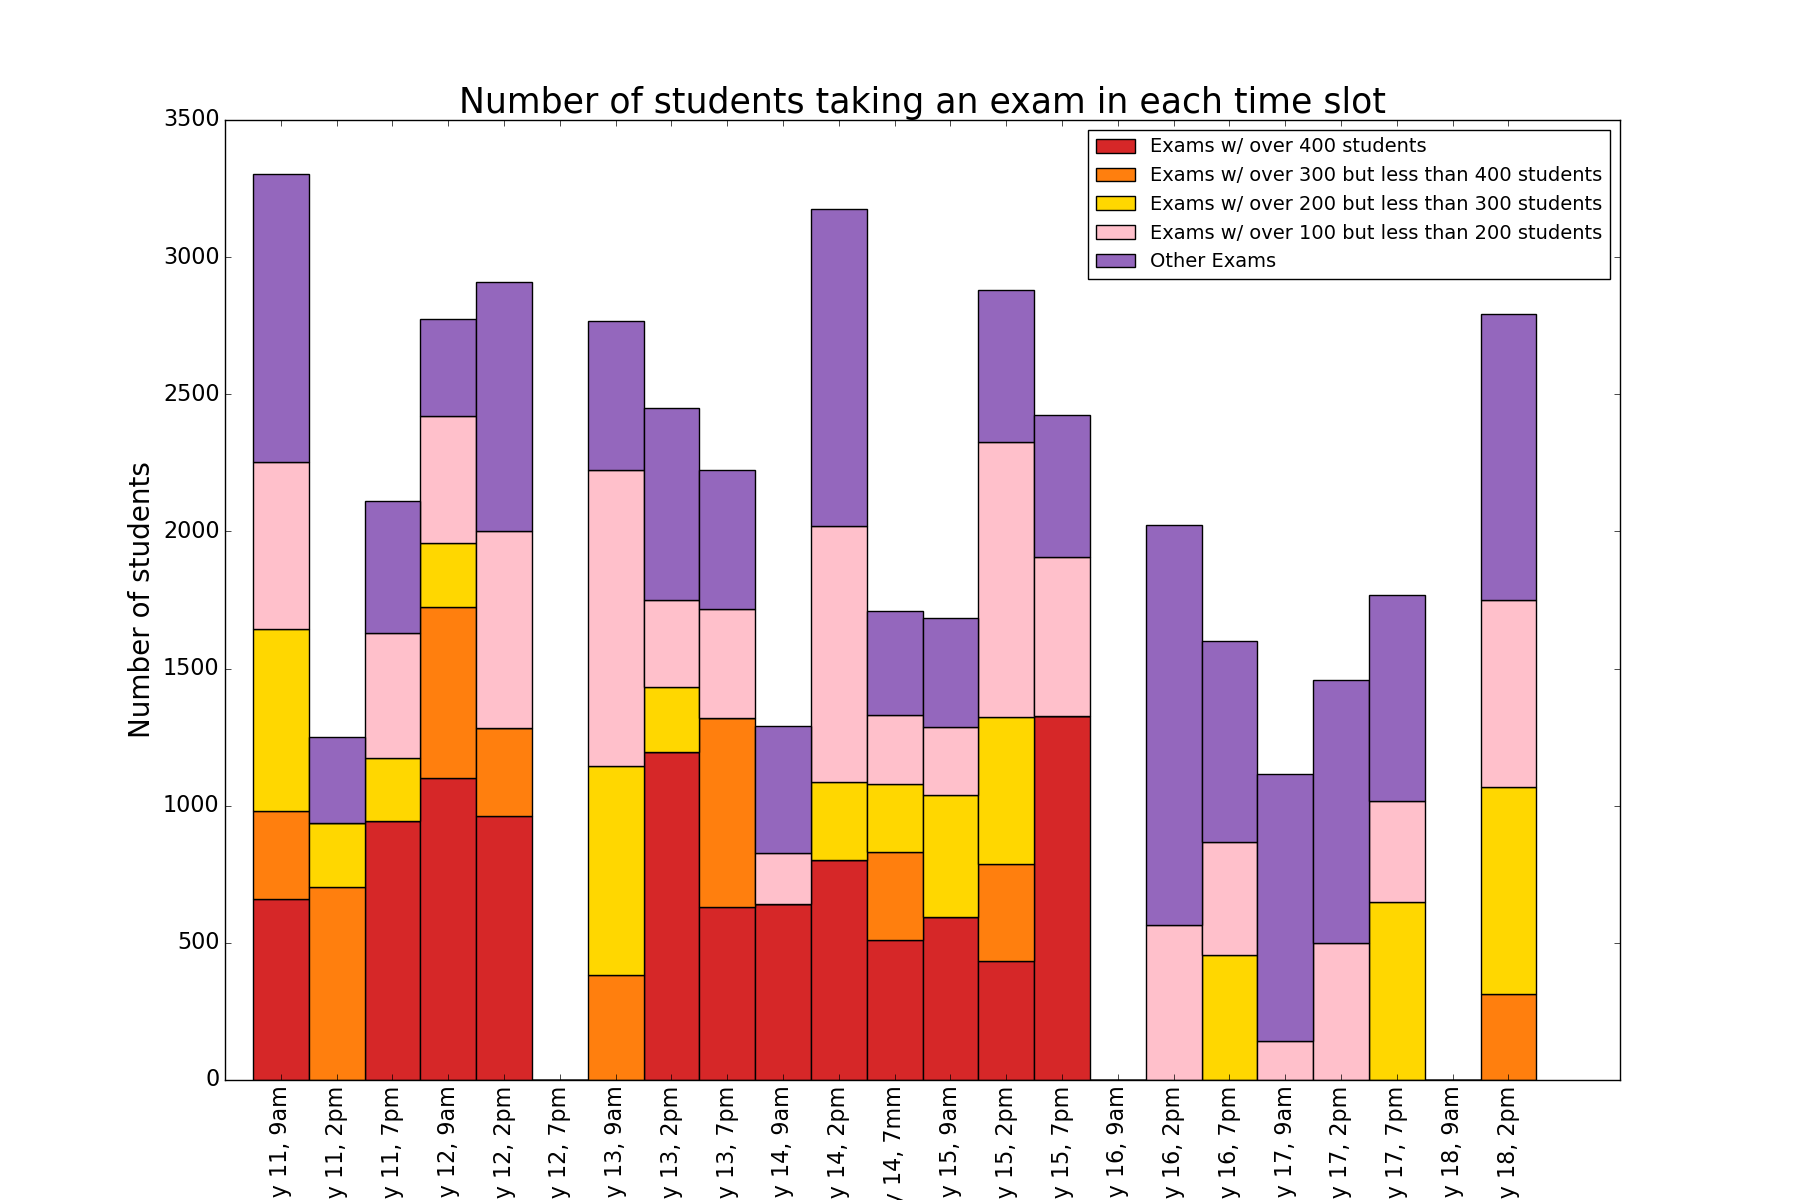 Number of students taking an exam in each time slot
Exams w/ over 400 students
Exams w/ over 300 but less than 400 students
Exams w/ over 200 but less than 300 students
Exams w/ over 100 but less than 200 students
Other Exams
Number of students
3500
3000
2500
2000
1500
1000
500
0
y 11, 9am
y 11, 2pm
y 11, 7pm
y 12, 9am
y 12, 2pm
y 12, 7pm
y 13, 9am
y 13, 2pm
y 13, 7pm
y 14, 9am
y 14, 2pm
y 14, 7mm
y 15, 9am
y 15, 2pm
y 15, 7pm
y 16, 9am
y 16, 2pm
y 16, 7pm
y 17, 9am
y 17, 2pm
y 17, 7pm
y 18, 9am
y 18, 2pm